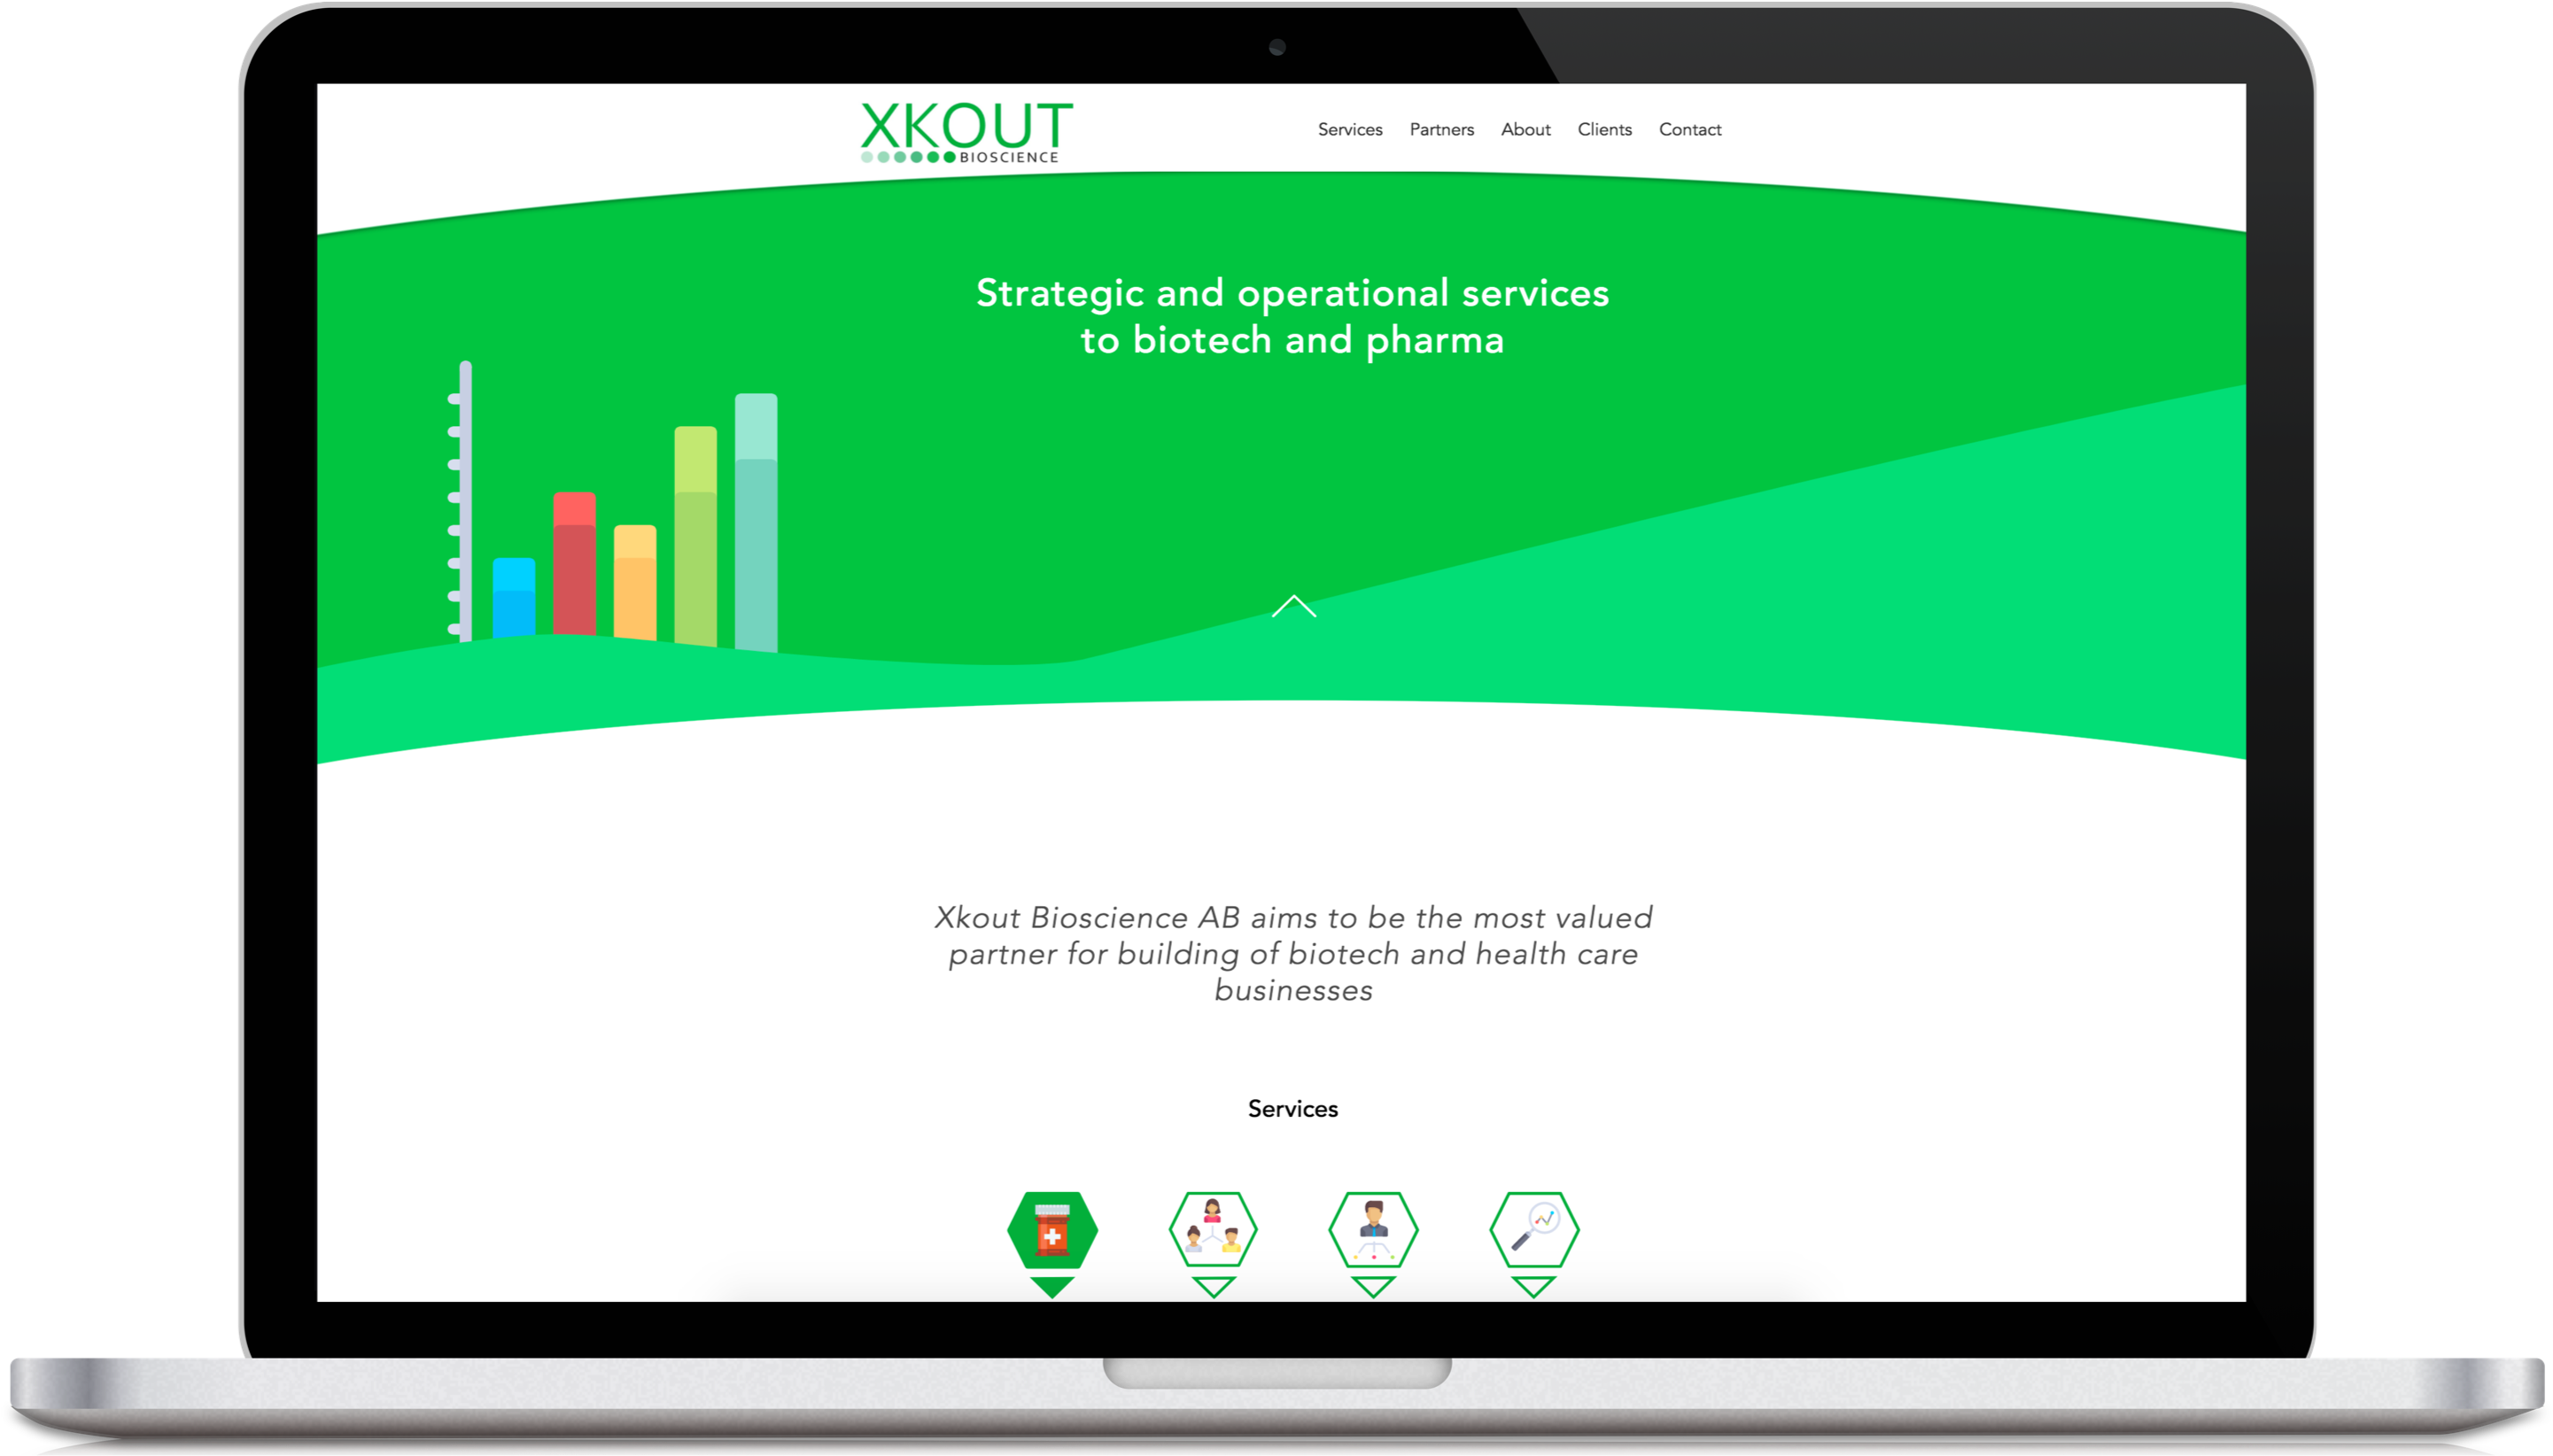 XKOUT
BIOSCIENCE
Services Partners About Clients Contact
Strategic and operational services
to biotech and pharma
Xkout Bioscience AB aims to be the most valued
partner for building of biotech and health care
businesses
Services